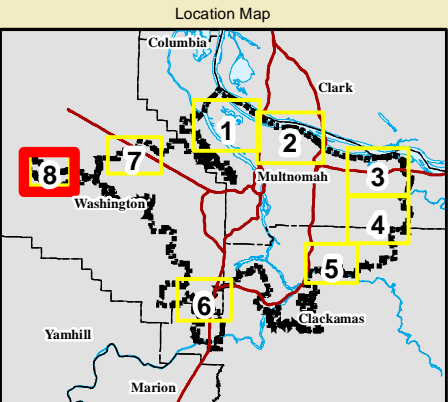 Location Map
Columbia
Clark
1
2
Multnomah
3
7
8
Washington
4
5
6
Clackamas
Yamhill
Marion